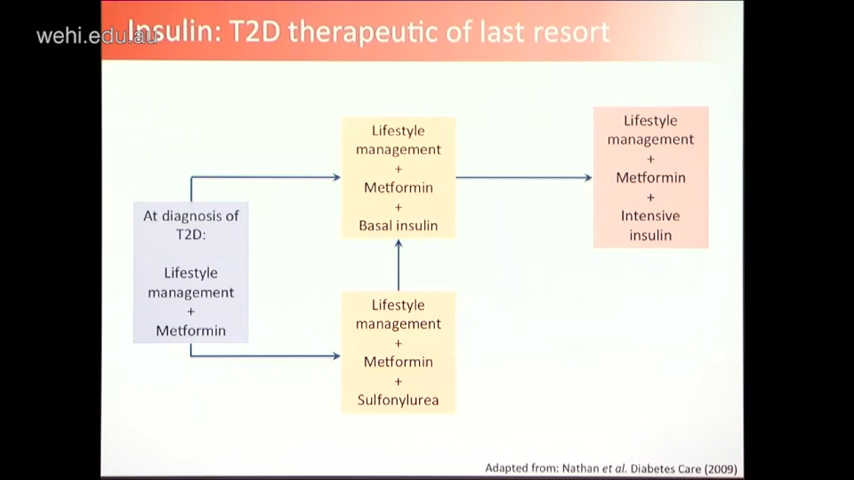 wehi.edu.au
Insulin: T2D therapeutic of last resort
At diagnosis of
T2D:
Lifestyle
management
+
Metformin
Lifestyle
management
+
Metformin
+
Basal insulin
Lifestyle
management
+
Metformin
+
Sulfonylurea
Lifestyle
management
+
Metformin
+
Intensive
insulin
Adapted from: Nathan et al. Diabetes Care (2009)